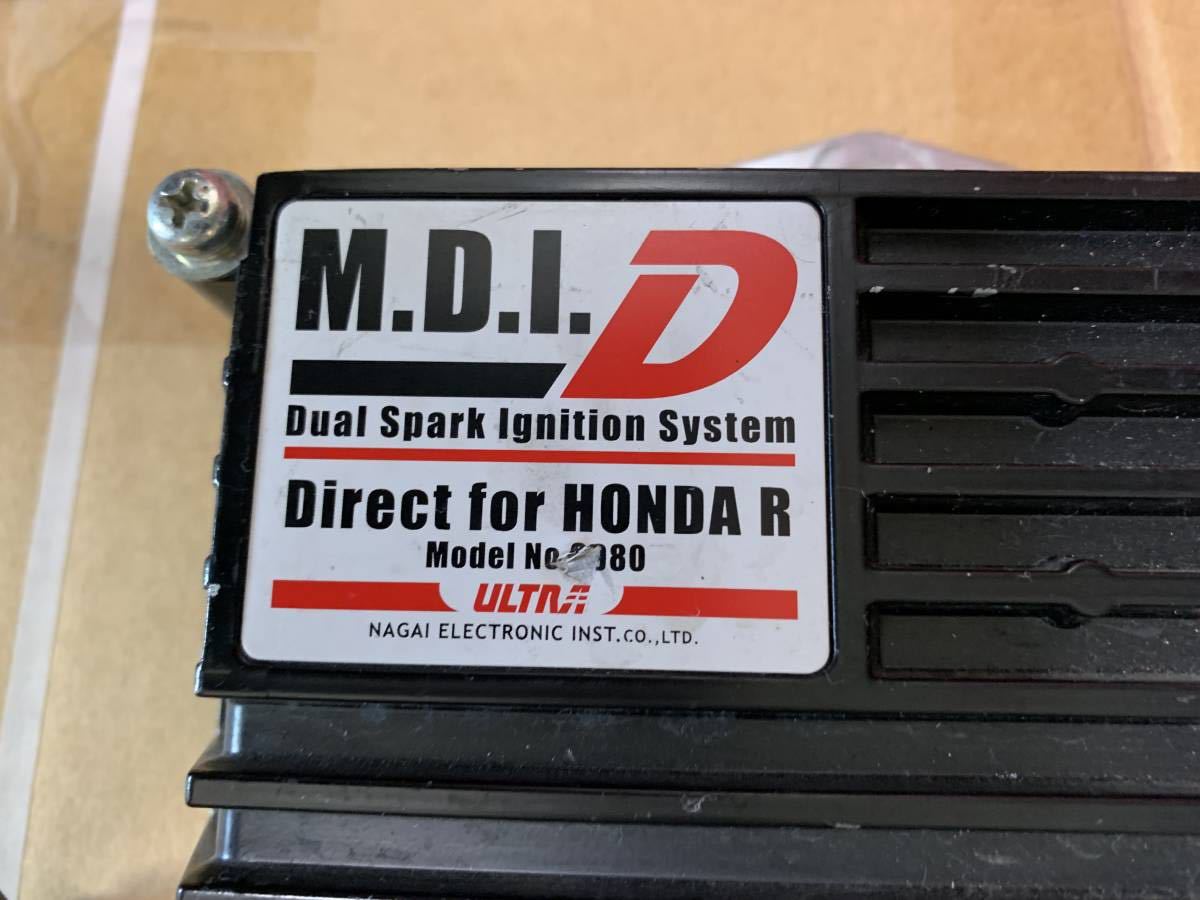 M.D.I. D
Dual Spark Ignition System
Direct for HONDA R
Model No
ULTRA
NAGAI ELECTRONIC INST.CO.,LTD.